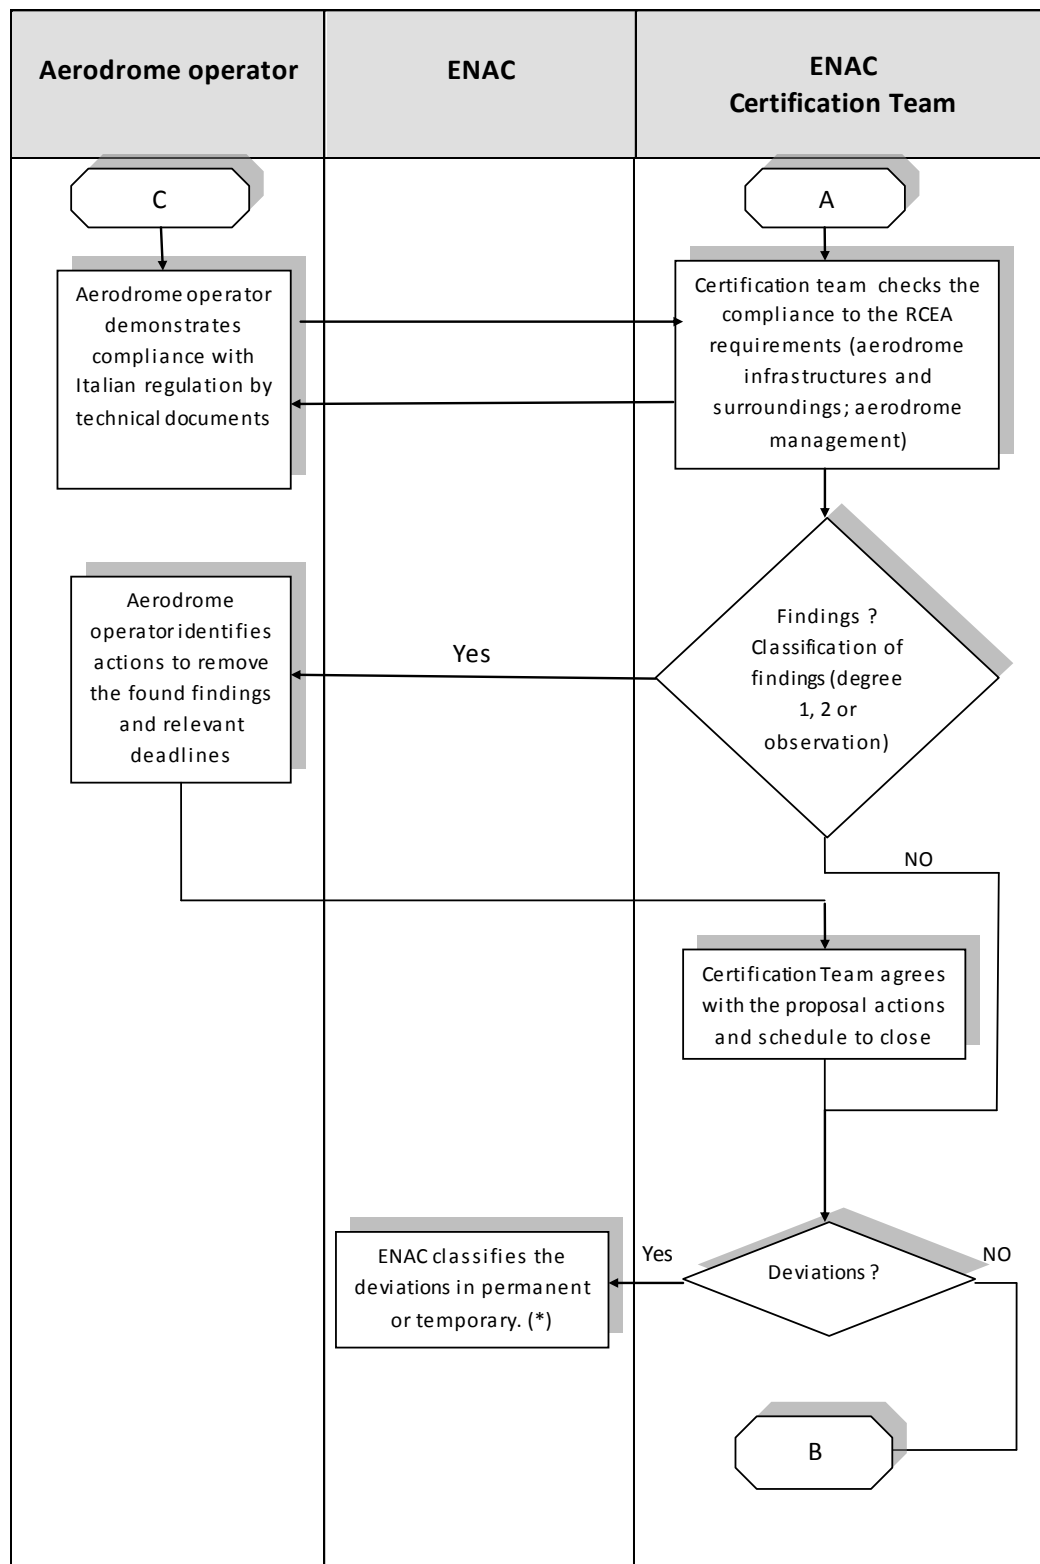 Aerodrome operator
ENAC
ENAC
Certification Team
C
A
Aerodrome operator
demonstrates
compliance with
Italian regulation by
technical documents
Certification team checks the
compliance to the RCEA
requirements (aerodrome
infrastructures and
surroundings; aerodrome
management)
Findings ?
Classification of
findings (degree
1, 2 or
observation)
Yes
Aerodrome
operator identifies
actions to remove
the found findings
and relevant
deadlines
NO
Certification Team agrees
with the proposal actions
and schedule to close
Deviations ?
Yes
NO
ENAC classifies the
deviations in permanent
or temporary. (*)
B